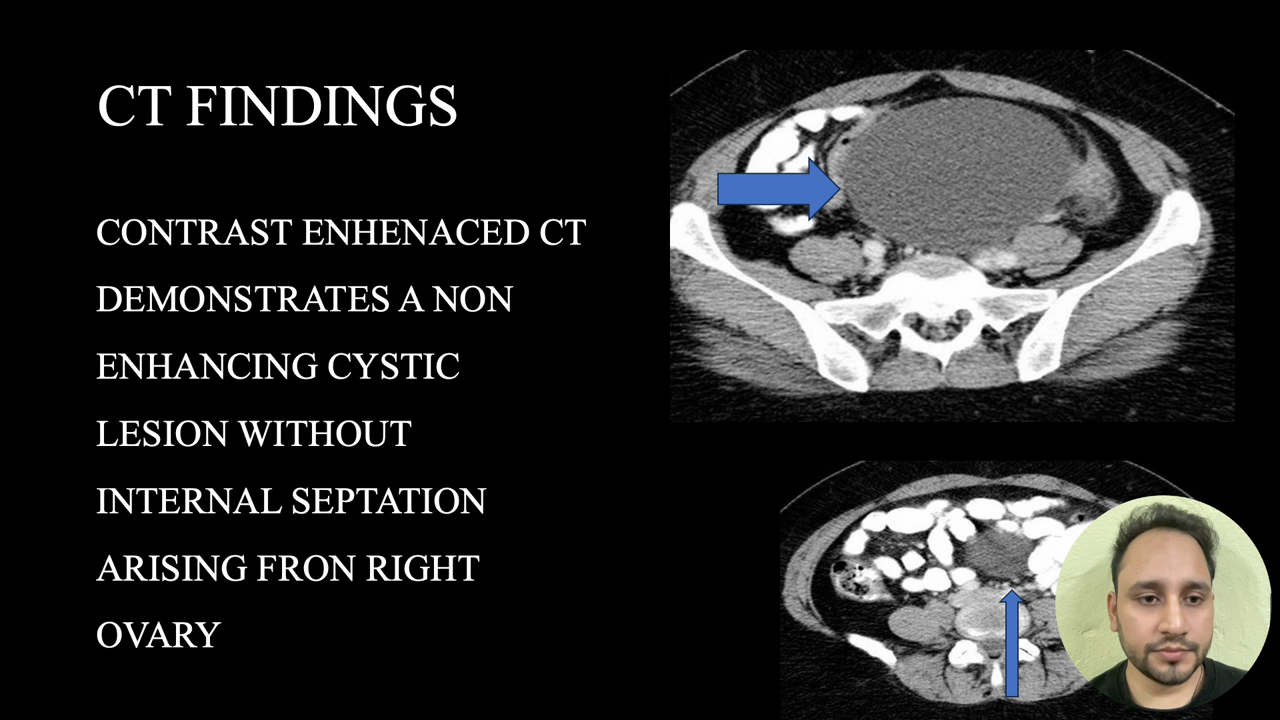 CT FINDINGS
CONTRAST ENHENACED CT
DEMONSTRATES A NON
ENHANCING CYSTIC
LESION WITHOUT
INTERNAL SEPTATION
ARISING FRON RIGHT
OVARY